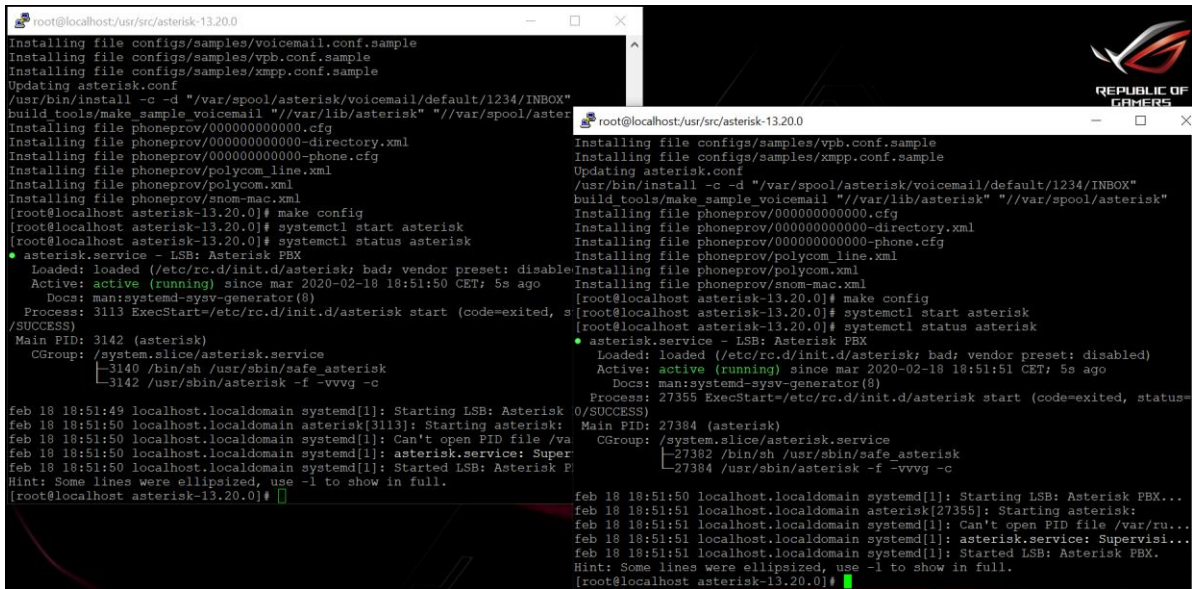 root@localhost:/usr/src/asterisk-13.20.0
Installing file configs/samples/voicemail.conf.sample
Installing file configs/samples/vpb.conf.sample
Installing file configs/samples/xmpp.conf.sample
Updating asterisk.conf
/usr/bin/install -c -d "/var/spool/asterisk/voicemail/default/1234/INBOX"
build_tools/make_sample_voicemail "//var/lib/asterisk" "//var/spool/aster
Installing file phoneprov/000000000000.cfg
Installing file phoneprov/000000000000-directory.xml
Installing file phoneprov/000000000000-phone.cfg
Installing file phoneprov/polycom_line.xml
Installing file phoneprov/polycom.xml
Installing file phoneprov/snom-mac.xml
[root@localhost asterisk-13.20.0]# make config
[root@localhost asterisk-13.20.0]# systemctl start asterisk
[root@localhost asterisk-13.20.0]# systemctl status asterisk
● asterisk.service - LSB: Asterisk PBX
Loaded: loaded (/etc/rc.d/init.d/asterisk; bad; vendor preset: disable
Active: active (running) since mar 2020-02-18 18:51:50 CET; 5s ago
Docs: man:systemd-sysv-generator(8)
Process: 3113 ExecStart=/etc/rc.d/init.d/asterisk start (code=exited, s
/SUCCESS)
Main PID: 3142 (asterisk)
CGroup: /system.slice/asterisk.service
├─3140 /bin/sh /usr/sbin/safe_asterisk
└─3142 /usr/sbin/asterisk -f -vvvg -c
feb 18 18:51:49 localhost.localdomain systemd[1]: Starting LSB: Asterisk
feb 18 18:51:50 localhost.localdomain asterisk[3113]: Starting asterisk:
feb 18 18:51:50 localhost.localdomain systemd[1]: Can't open PID file /va
feb 18 18:51:50 localhost.localdomain systemd[1]: asterisk.service: Super
feb 18 18:51:50 localhost.localdomain systemd[1]: Started LSB: Asterisk P
Hint: Some lines were ellipsized, use -l to show in full.
[root@localhost asterisk-13.20.0]#
REPUBLIC OF
GAMERS
root@localhost:/usr/src/asterisk-13.20.0
Installing file configs/samples/vpb.conf.sample
Installing file configs/samples/xmpp.conf.sample
Updating asterisk.conf
/usr/bin/install -c -d "/var/spool/asterisk/voicemail/default/1234/INBOX"
build_tools/make_sample_voicemail "//var/lib/asterisk" "//var/spool/asterisk"
Installing file phoneprov/000000000000.cfg
Installing file phoneprov/000000000000-directory.xml
Installing file phoneprov/000000000000-phone.cfg
Installing file phoneprov/polycom_line.xml
Installing file phoneprov/polycom.xml
Installing file phoneprov/snom-mac.xml
[root@localhost asterisk-13.20.0]# make config
[root@localhost asterisk-13.20.0]# systemctl start asterisk
[root@localhost asterisk-13.20.0]# systemctl status asterisk
● asterisk.service - LSB: Asterisk PBX
Loaded: loaded (/etc/rc.d/init.d/asterisk; bad; vendor preset: disabled)
Active: active (running) since mar 2020-02-18 18:51:51 CET; 5s ago
Docs: man:systemd-sysv-generator(8)
Process: 27355 ExecStart=/etc/rc.d/init.d/asterisk start (code=exited, status=
0/SUCCESS)
Main PID: 27384 (asterisk)
CGroup: /system.slice/asterisk.service
├─27382 /bin/sh /usr/sbin/safe_asterisk
└─27384 /usr/sbin/asterisk -f -vvvg -c
feb 18 18:51:50 localhost.localdomain systemd[1]: Starting LSB: Asterisk PBX...
feb 18 18:51:51 localhost.localdomain asterisk[27355]: Starting asterisk:
feb 18 18:51:51 localhost.localdomain systemd[1]: Can't open PID file /var/ru...
feb 18 18:51:51 localhost.localdomain systemd[1]: asterisk.service: Supervisi...
feb 18 18:51:51 localhost.localdomain systemd[1]: Started LSB: Asterisk PBX.
Hint: Some lines were ellipsized, use -l to show in full.
[root@localhost asterisk-13.20.0]#